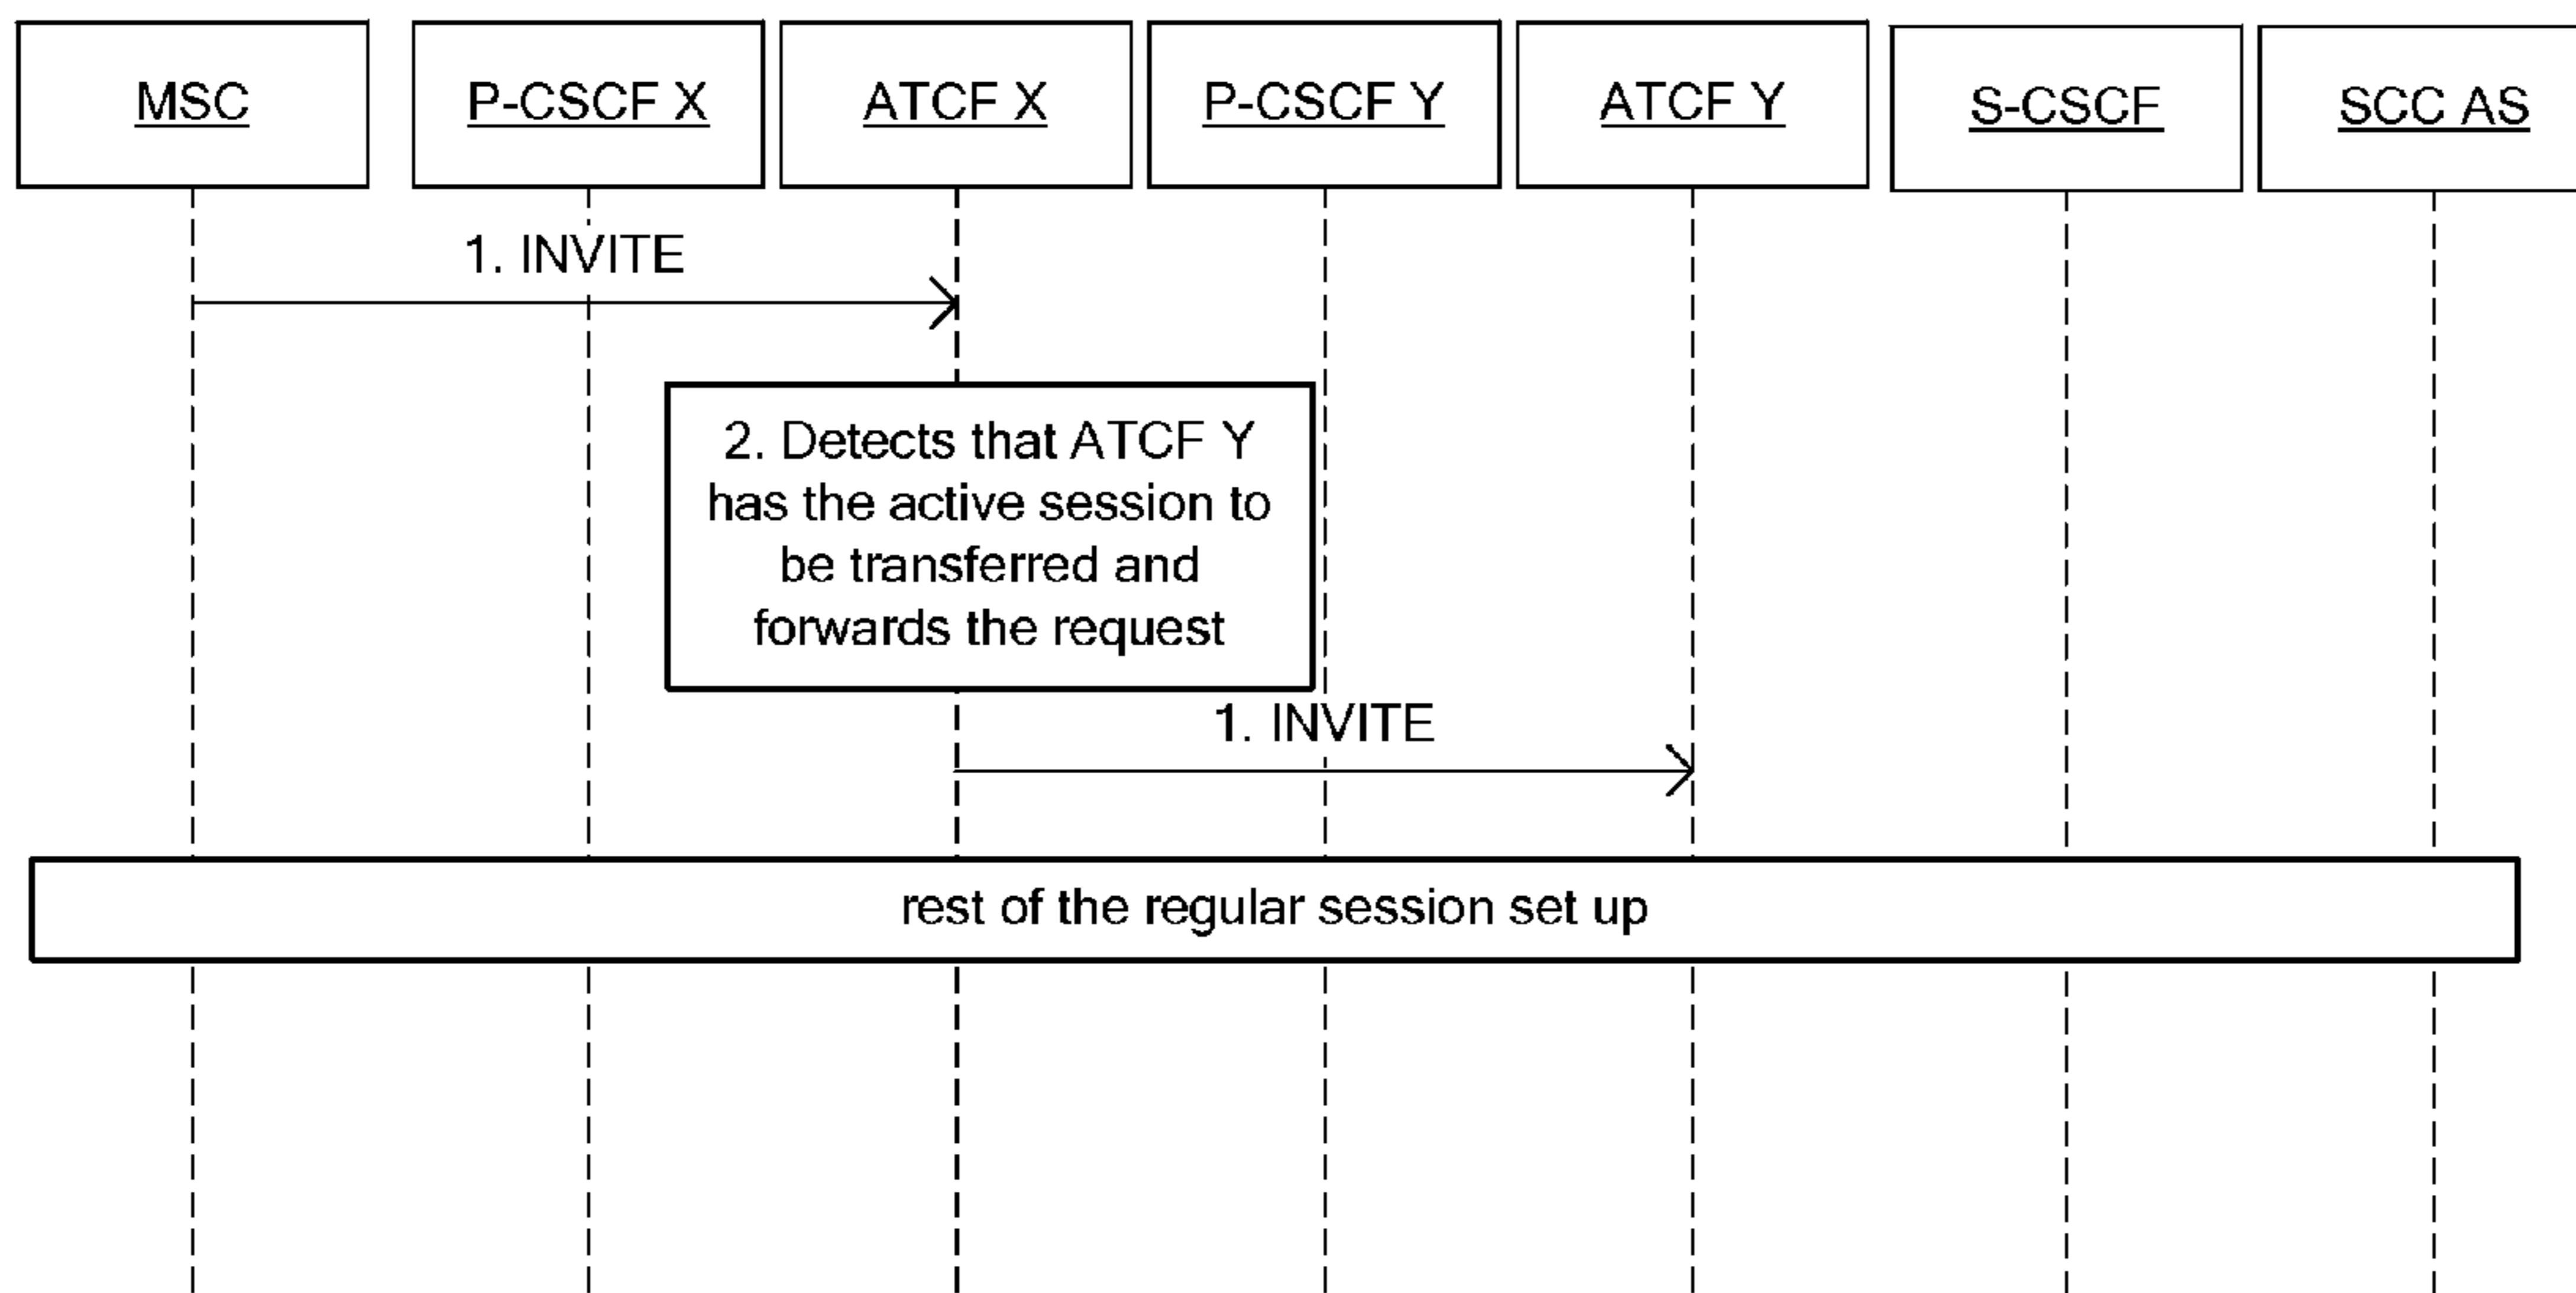 MSC
P-CSCF X
ATCF X
P-CSCF Y
ATCF Y
S-CSCF
SCC AS
1. INVITE
2. Detects that ATCF Y
has the active session to
be transferred and
forwards the request
1. INVITE
rest of the regular session set up